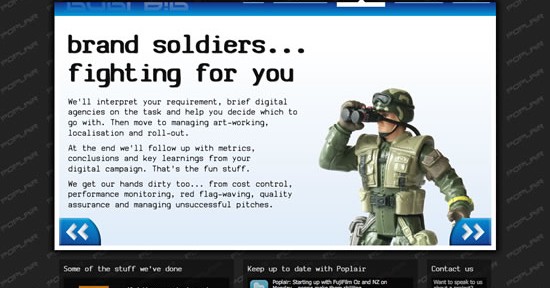 brand soldiers...
fighting for you
We'll interpret your requirement, brief digital
agencies on the task and help you decide which to
go with. Then move to managing art-working,
localisation and roll-out.
At the end we'll follow up with metrics,
conclusions and key learnings from your
digital campaign. That's the fun stuff.
We get our hands dirty too... from cost control,
performance monitoring, red flag-waving, quality
assurance and managing unsuccessful pitches.
Some of the stuff we've done
Keep up to date with Poplair
Contact us
Poplair: Starting up with FujiFilm Oz and NZ on
Want to speak to us
POPLAIR